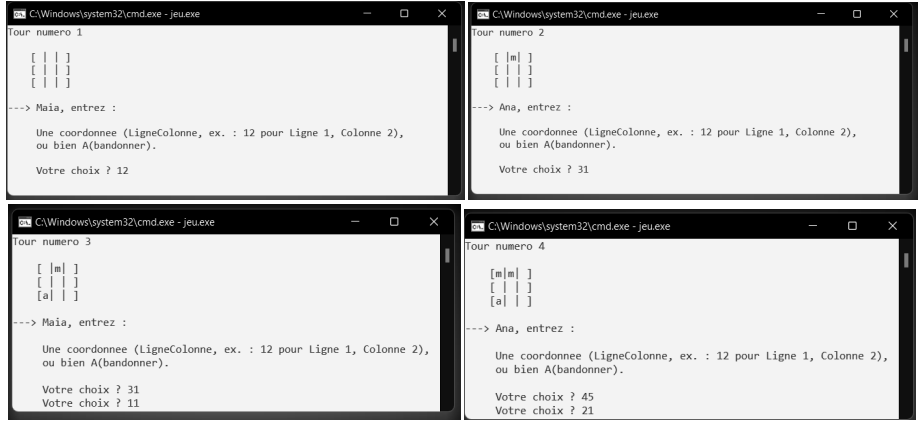 C:\Windows\system32\cmd.exe - jeu.exe
Tour numero 1
[ | | ]
[ | | ]
[ | | ]
---> Maia, entrez :
Une coordonnee (LigneColonne, ex. : 12 pour Ligne 1, Colonne 2),
ou bien A(bandonner).
Votre choix ? 12
C:\Windows\system32\cmd.exe - jeu.exe
Tour numero 2
[ |m| ]
[ | | ]
[ | | ]
---> Ana, entrez :
Une coordonnee (LigneColonne, ex. : 12 pour Ligne 1, Colonne 2),
ou bien A(bandonner).
Votre choix ? 31
C:\Windows\system32\cmd.exe - jeu.exe
Tour numero 3
[ |m| ]
[ | | ]
[a| | ]
---> Maia, entrez :
Une coordonnee (LigneColonne, ex. : 12 pour Ligne 1, Colonne 2),
ou bien A(bandonner).
Votre choix ? 31
Votre choix ? 11
C:\Windows\system32\cmd.exe - jeu.exe
Tour numero 4
[m|m| ]
[ | | ]
[a| | ]
---> Ana, entrez :
Une coordonnee (LigneColonne, ex. : 12 pour Ligne 1, Colonne 2),
ou bien A(bandonner).
Votre choix ? 45
Votre choix ? 21